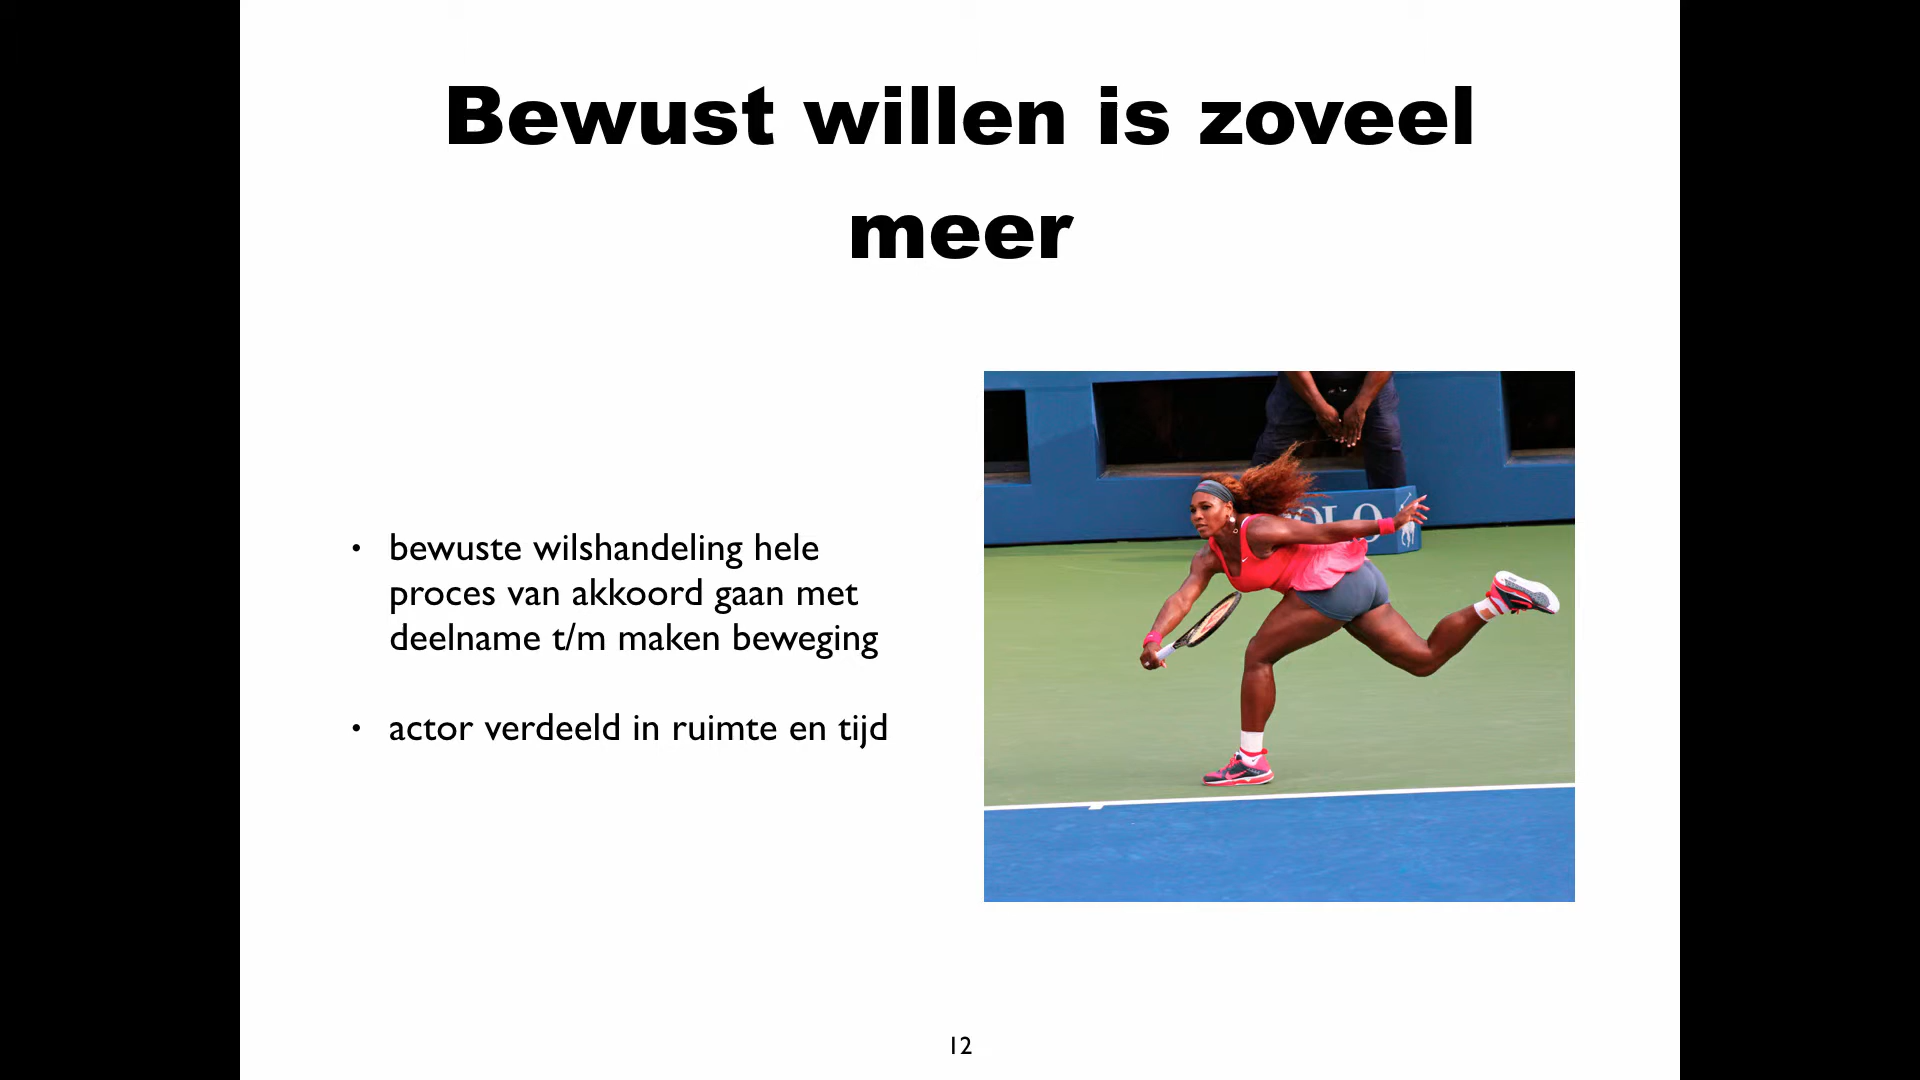 Bewust willen is zoveel
meer
• bewuste wilshandeling hele
proces van akkoord gaan met
deelname t/m maken beweging
• actor verdeeld in ruimte en tijd
OLO
12